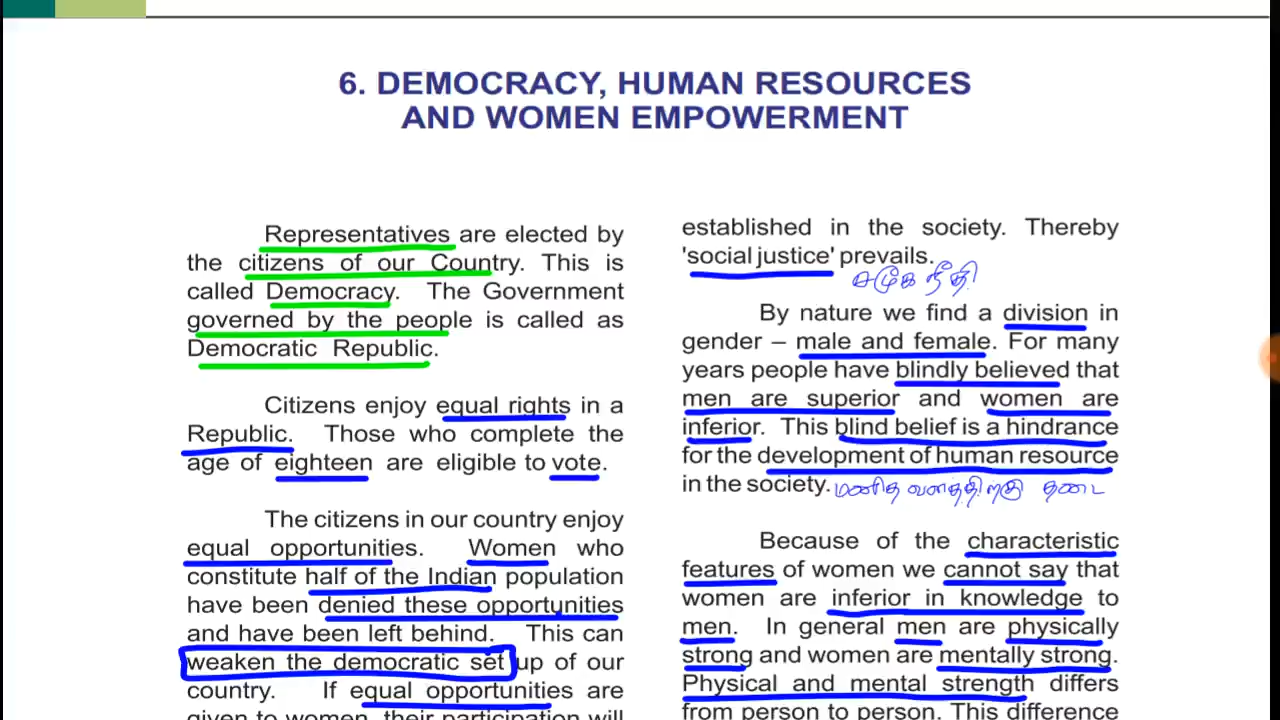 6. DEMOCRACY, HUMAN RESOURCES
AND WOMEN EMPOWERMENT
Representatives are elected by
the citizens of our Country. This is
called Democracy. The Government
governed by the people is called as
Democratic Republic.
Citizens enjoy equal rights in a
Republic. Those who complete the
age of eighteen are eligible to vote.
The citizens in our country enjoy
equal opportunities. Women who
constitute half of the Indian population
have been denied these opportunities
and have been left behind. This can
weaken the democratic set up of our
country. If equal opportunities are
given to women, their participation will
established in the society. Thereby
'social justice' prevails.
சமூக நீதி
By nature we find a division in
gender – male and female. For many
years people have blindly believed that
men are superior and women are
inferior. This blind belief is a hindrance
for the development of human resource
in the society. மனித வளத்திற்கு தடை
Because of the characteristic
features of women we cannot say that
women are inferior in knowledge to
men. In general men are physically
strong and women are mentally strong.
Physical and mental strength differs
from person to person. This difference